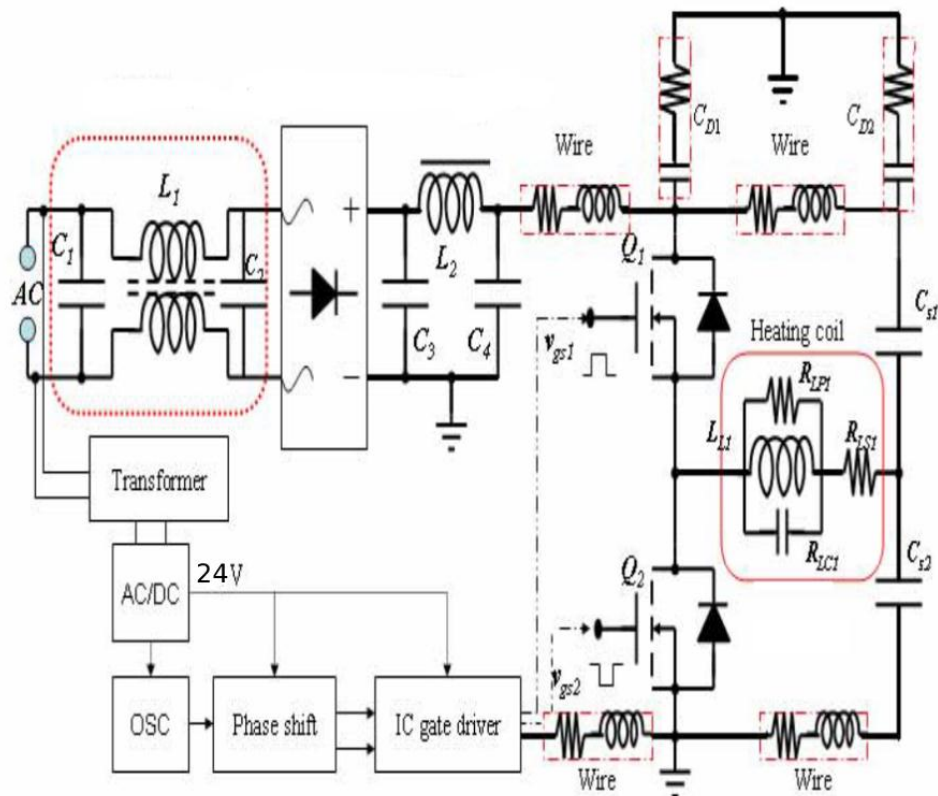 C_D1
C_D2
Wire
Wire
L_1
C_1
C_2
AC
+
−
L_2
C_3
C_4
Q_1
v_gs1
C_s1
Heating coil
R_LP1
L_L1
R_LS1
R_LC1
Transformer
AC/DC
24V
Q_2
C_s2
v_gs2
OSC
Phase shift
IC gate driver
Wire
Wire